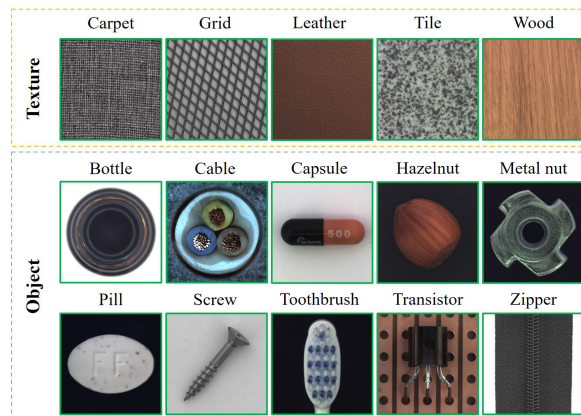 Carpet Grid Leather Tile Wood
Texture
Bottle Cable Capsule Hazelnut Metal nut
500
Object
Pill Screw Toothbrush Transistor Zipper
FF